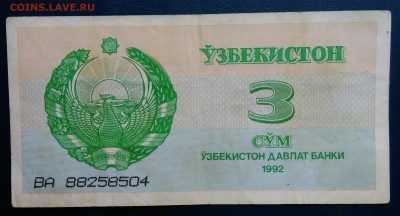 COINS.LAVE.RU
ЎЗБЕКИСТОН
3
СЎМ
ЎЗБЕКИСТОН ДАВЛАТ БАНКИ
1992
ВА 88258504